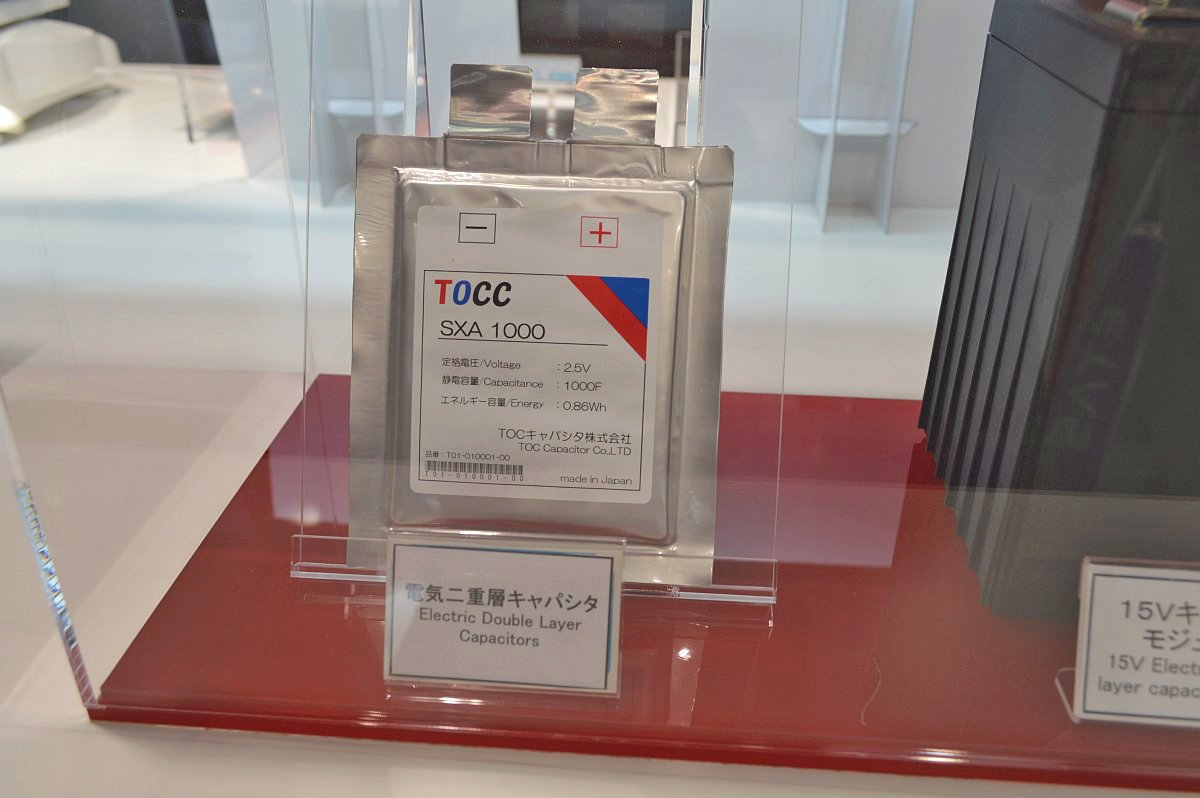 − +
TOCC
SXA 1000
定格電圧/Voltage : 2.5V
静電容量/Capacitance : 1000F
エネルギー容量/Energy : 0.86Wh
TOCキャパシタ株式会社
TOC Capacitor Co.,LTD
品番 : T01-010001-00
T01-010001-00
made in Japan
電気二重層キャパシタ
Electric Double Layer
Capacitors
15Vキ
モジ
15V Elect
layer capac